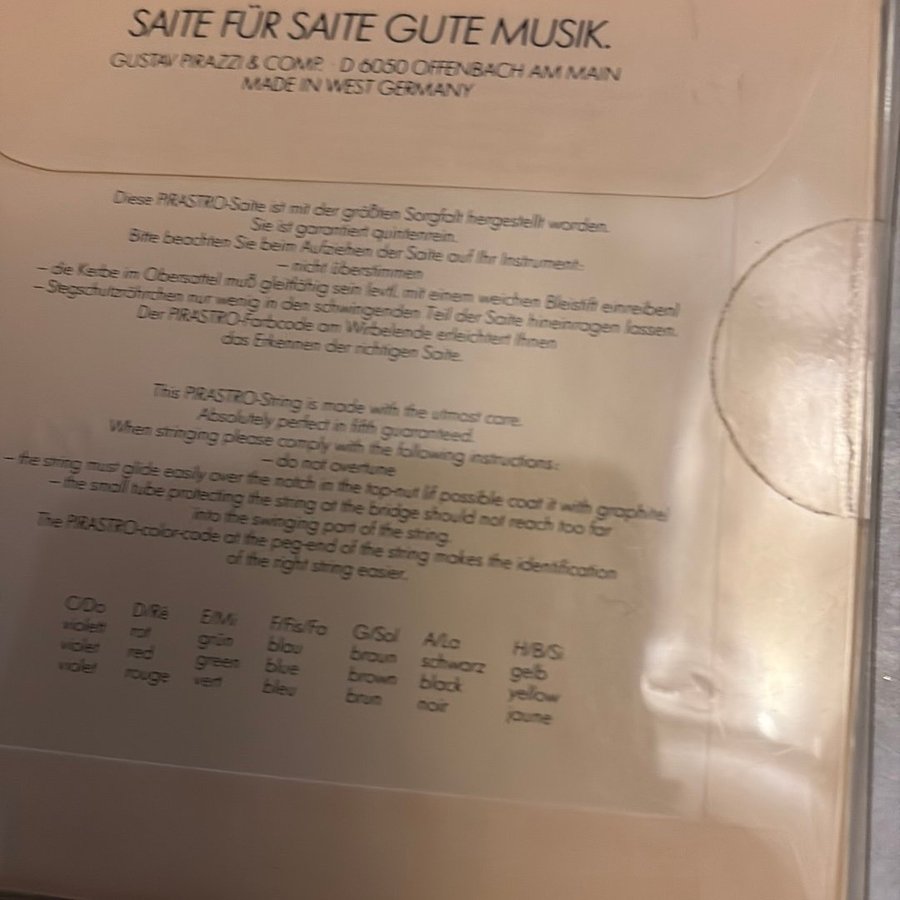 SAITE FÜR SAITE GUTE MUSIK.
GUSTAV PIRAZZI & COMP. · D 6050 OFFENBACH AM MAIN
MADE IN WEST GERMANY
Diese PIRASTRO-Saite ist mit der größten Sorgfalt hergestellt worden.
Sie ist garantiert quintenrein.
Bitte beachten Sie beim Aufziehen der Saite auf Ihr Instrument:
– nicht überstimmen
– die Kerbe im Obersattel muß gleitfähig sein (evtl. mit einem weichen Bleistift einreiben)
– Stegschutzröhrchen nur wenig in den schwingenden Teil der Saite hineinragen lassen.
Der PIRASTRO-Farbcode am Wirbelende erleichtert Ihnen
das Erkennen der richtigen Saite.
This PIRASTRO-String is made with the utmost care.
Absolutely perfect in fifth guaranteed.
When stringing please comply with the following instructions:
– do not overtune
– the string must glide easily over the notch in the top-nut (if possible coat it with graphite)
– the small tube protecting the string at the bridge should not reach too far
into the swinging part of the string.
The PIRASTRO-color-code at the peg-end of the string makes the identification
of the right string easier.
C/Do D/Ré E/Mi F/Fis/Fa G/Sol A/La H/B/Si
violett rot grün blau braun schwarz gelb
violet red green blue brown black yellow
violet rouge vert bleu brun noir jaune